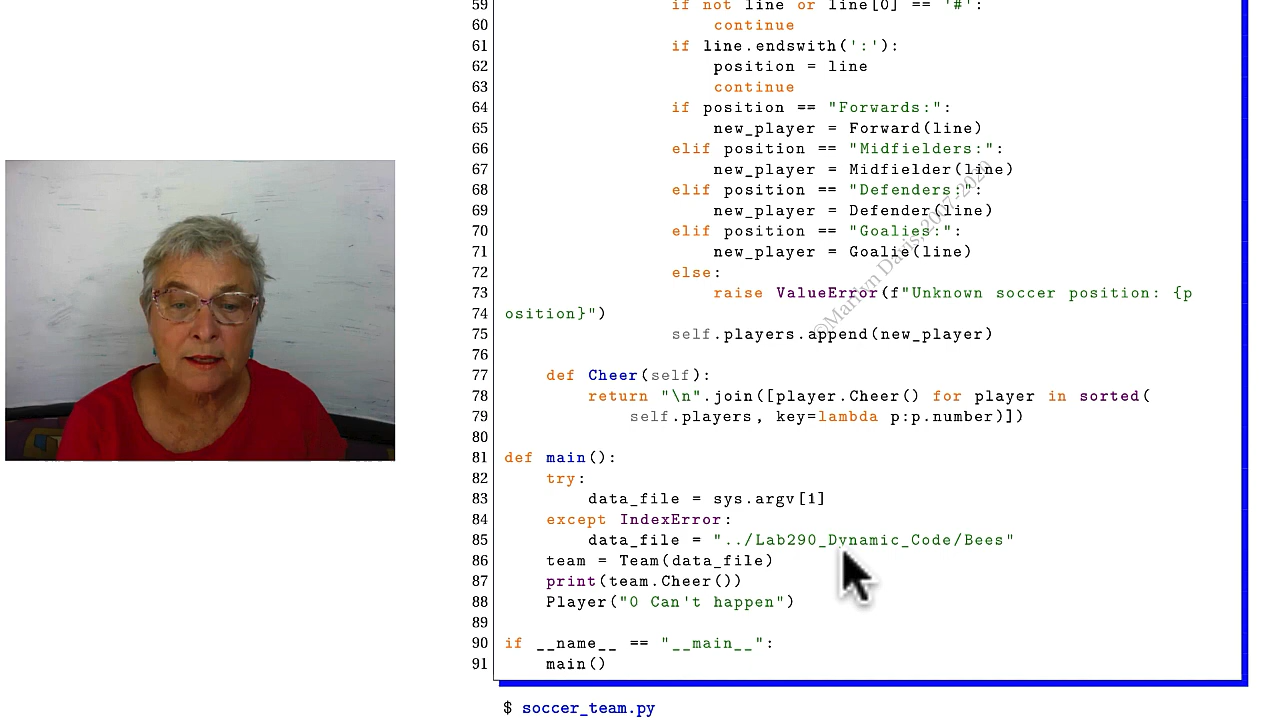 59 if not line or line[0] == '#':
60 continue
61 if line.endswith(':'):
62 position = line
63 continue
64 if position == "Forwards:":
65 new_player = Forward(line)
66 elif position == "Midfielders:":
67 new_player = Midfielder(line)
68 elif position == "Defenders:":
69 new_player = Defender(line)
70 elif position == "Goalies:":
71 new_player = Goalie(line)
72 else:
73 raise ValueError(f"Unknown soccer position: {p
74 osition}")
75 self.players.append(new_player)
76
77 def Cheer(self):
78 return "\n".join([player.Cheer() for player in sorted(
79 self.players, key=lambda p:p.number)])
80
81 def main():
82 try:
83 data_file = sys.argv[1]
84 except IndexError:
85 data_file = "../Lab290_Dynamic_Code/Bees"
86 team = Team(data_file)
87 print(team.Cheer())
88 Player("0 Can't happen")
89
90 if __name__ == "__main__":
91 main()
$ soccer_team.py
©Marilyn Davis, 2007-2020